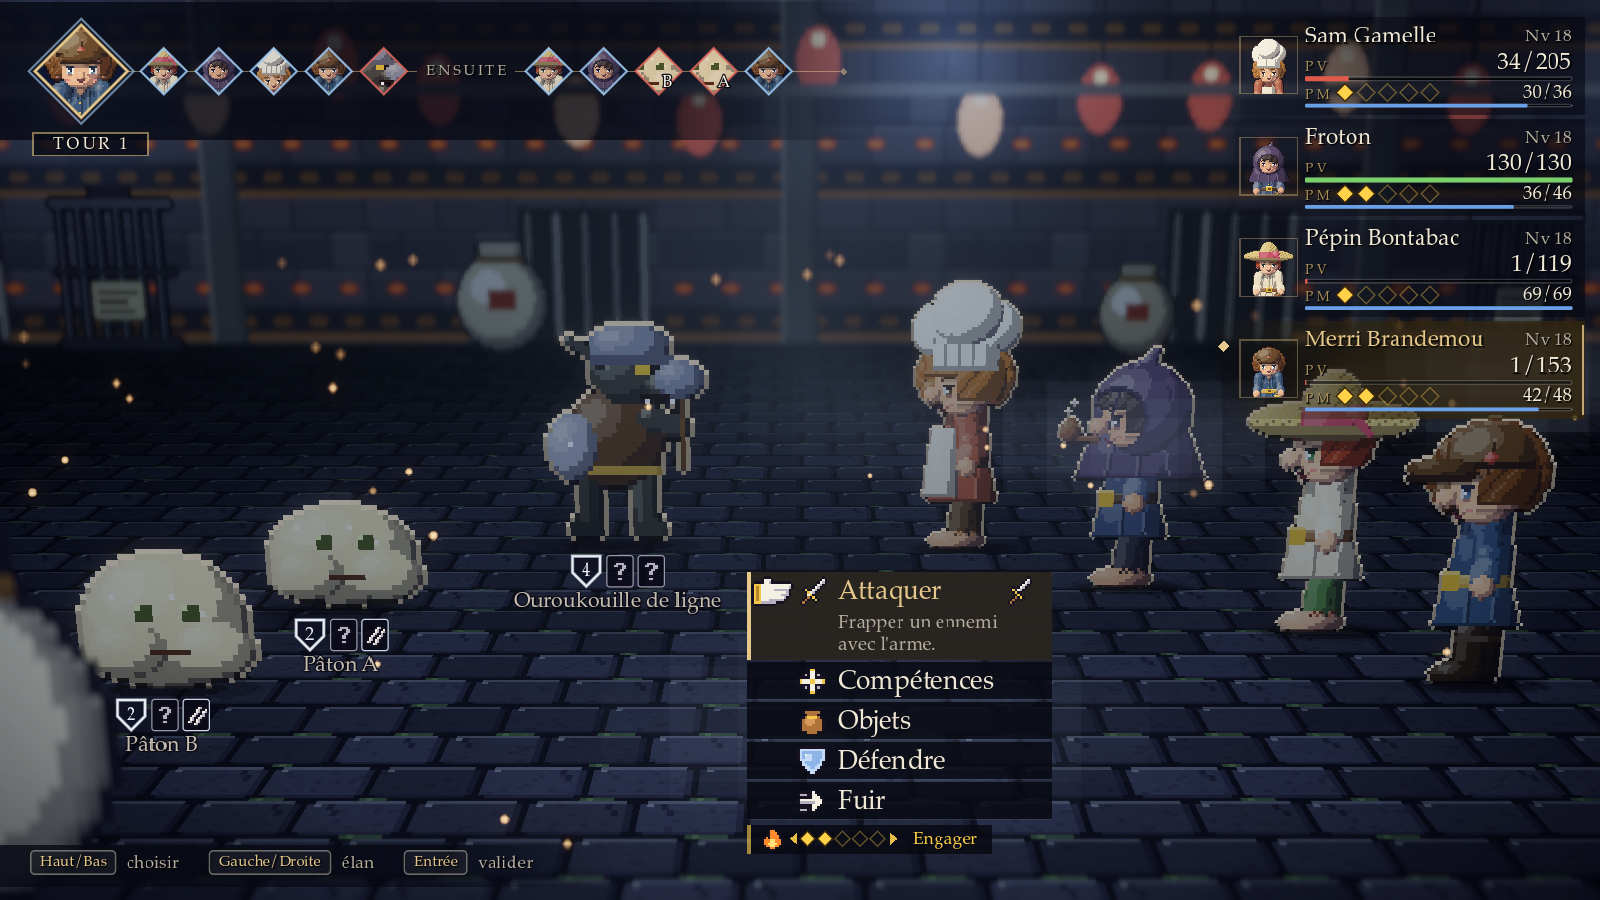 ENSUITE
B
A
TOUR 1
Sam Gamelle Nv 18
PV 34/205
PM 30/36
Froton Nv 18
PV 130/130
PM 36/46
Pépin Bontabac Nv 18
PV 1/119
PM 69/69
Merri Brandemou Nv 18
PV 1/153
PM 42/48
4 ? ?
Ouroukouille de ligne
2 ?
Pâton A
2 ?
Pâton B
Attaquer
Frapper un ennemi
avec l'arme.
Compétences
Objets
Défendre
Fuir
Engager
Haut/Bas choisir Gauche/Droite élan Entrée valider